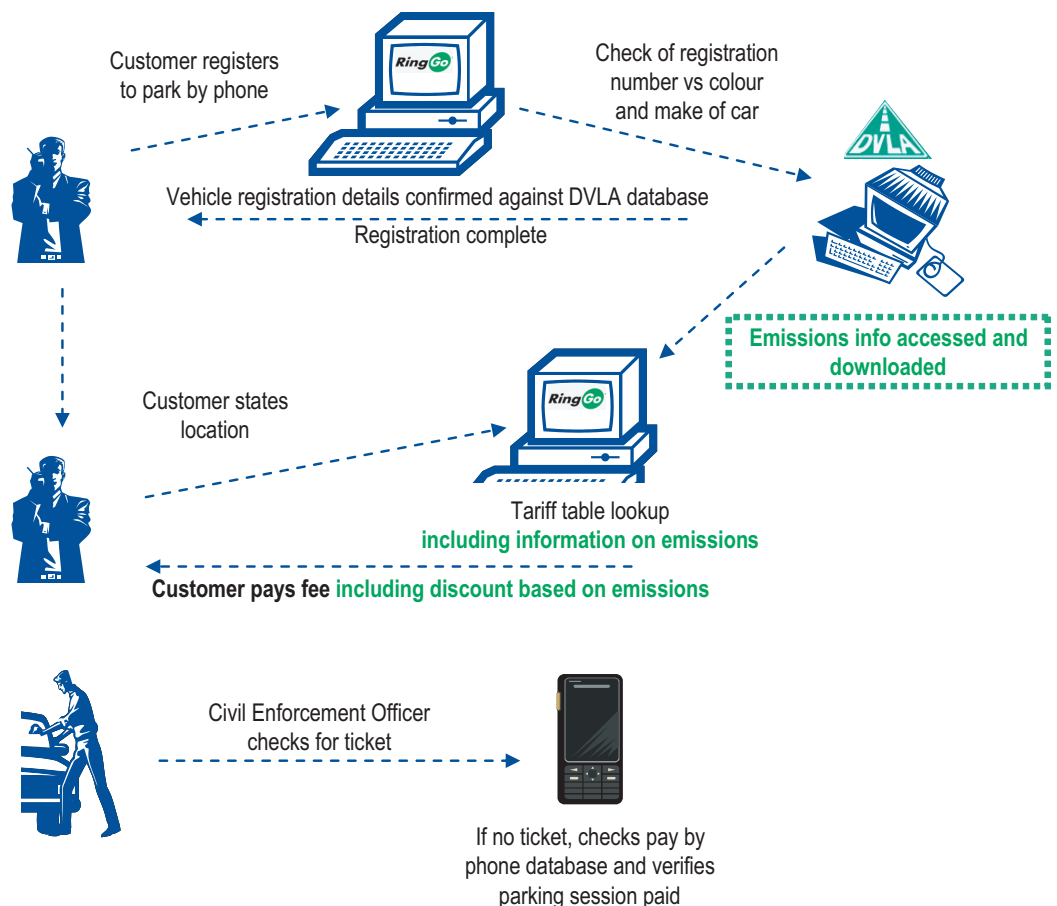 Customer registers
to park by phone
RingGo
Check of registration
number vs colour
and make of car
DVLA
Vehicle registration details confirmed against DVLA database
Registration complete
Emissions info accessed and
downloaded
Customer states
location
RingGo
Tariff table lookup
including information on emissions
Customer pays fee including discount based on emissions
Civil Enforcement Officer
checks for ticket
If no ticket, checks pay by
phone database and verifies
parking session paid